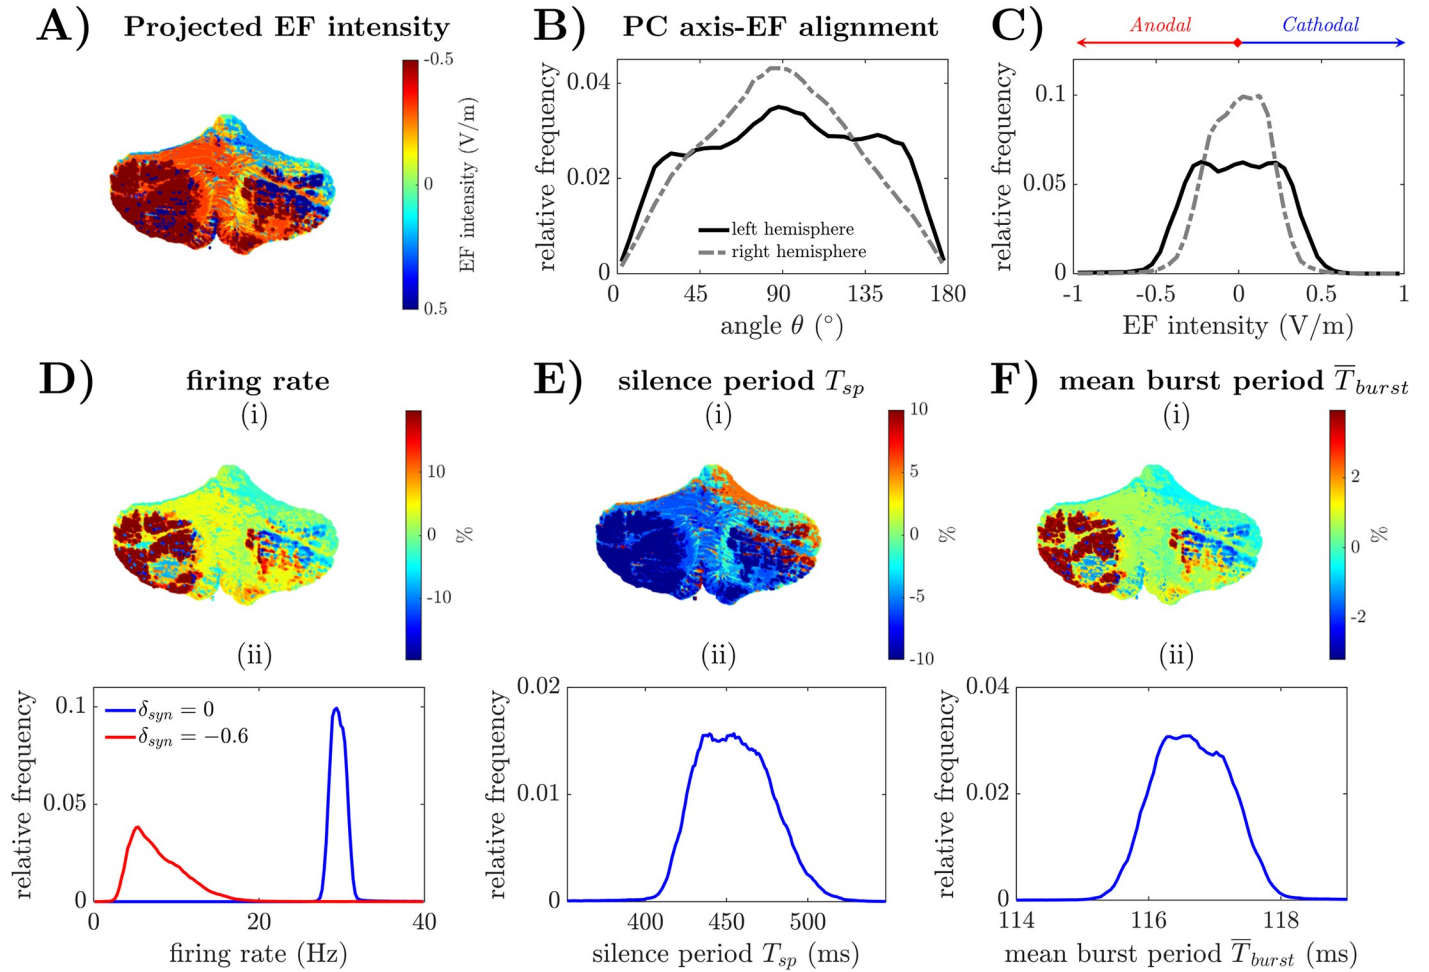 A) Projected EF intensity
-0.5
0
0.5
EF intensity (V/m)
B) PC axis-EF alignment
0.04
0.02
0
relative frequency
left hemisphere
right hemisphere
0 45 90 135 180
angle θ (°)
C)
Anodal Cathodal
0.1
0.05
0
relative frequency
-1 -0.5 0 0.5 1
EF intensity (V/m)
D) firing rate
(i)
10
0
-10
%
(ii)
0.1
0.05
0
relative frequency
δsyn = 0
δsyn = −0.6
0 20 40
firing rate (Hz)
E) silence period Tsp
(i)
10
5
0
-5
-10
%
(ii)
0.02
0.01
0
relative frequency
400 450 500
silence period Tsp (ms)
F) mean burst period T̅burst
(i)
2
0
-2
%
(ii)
0.04
0.02
0
relative frequency
114 116 118
mean burst period T̅burst (ms)